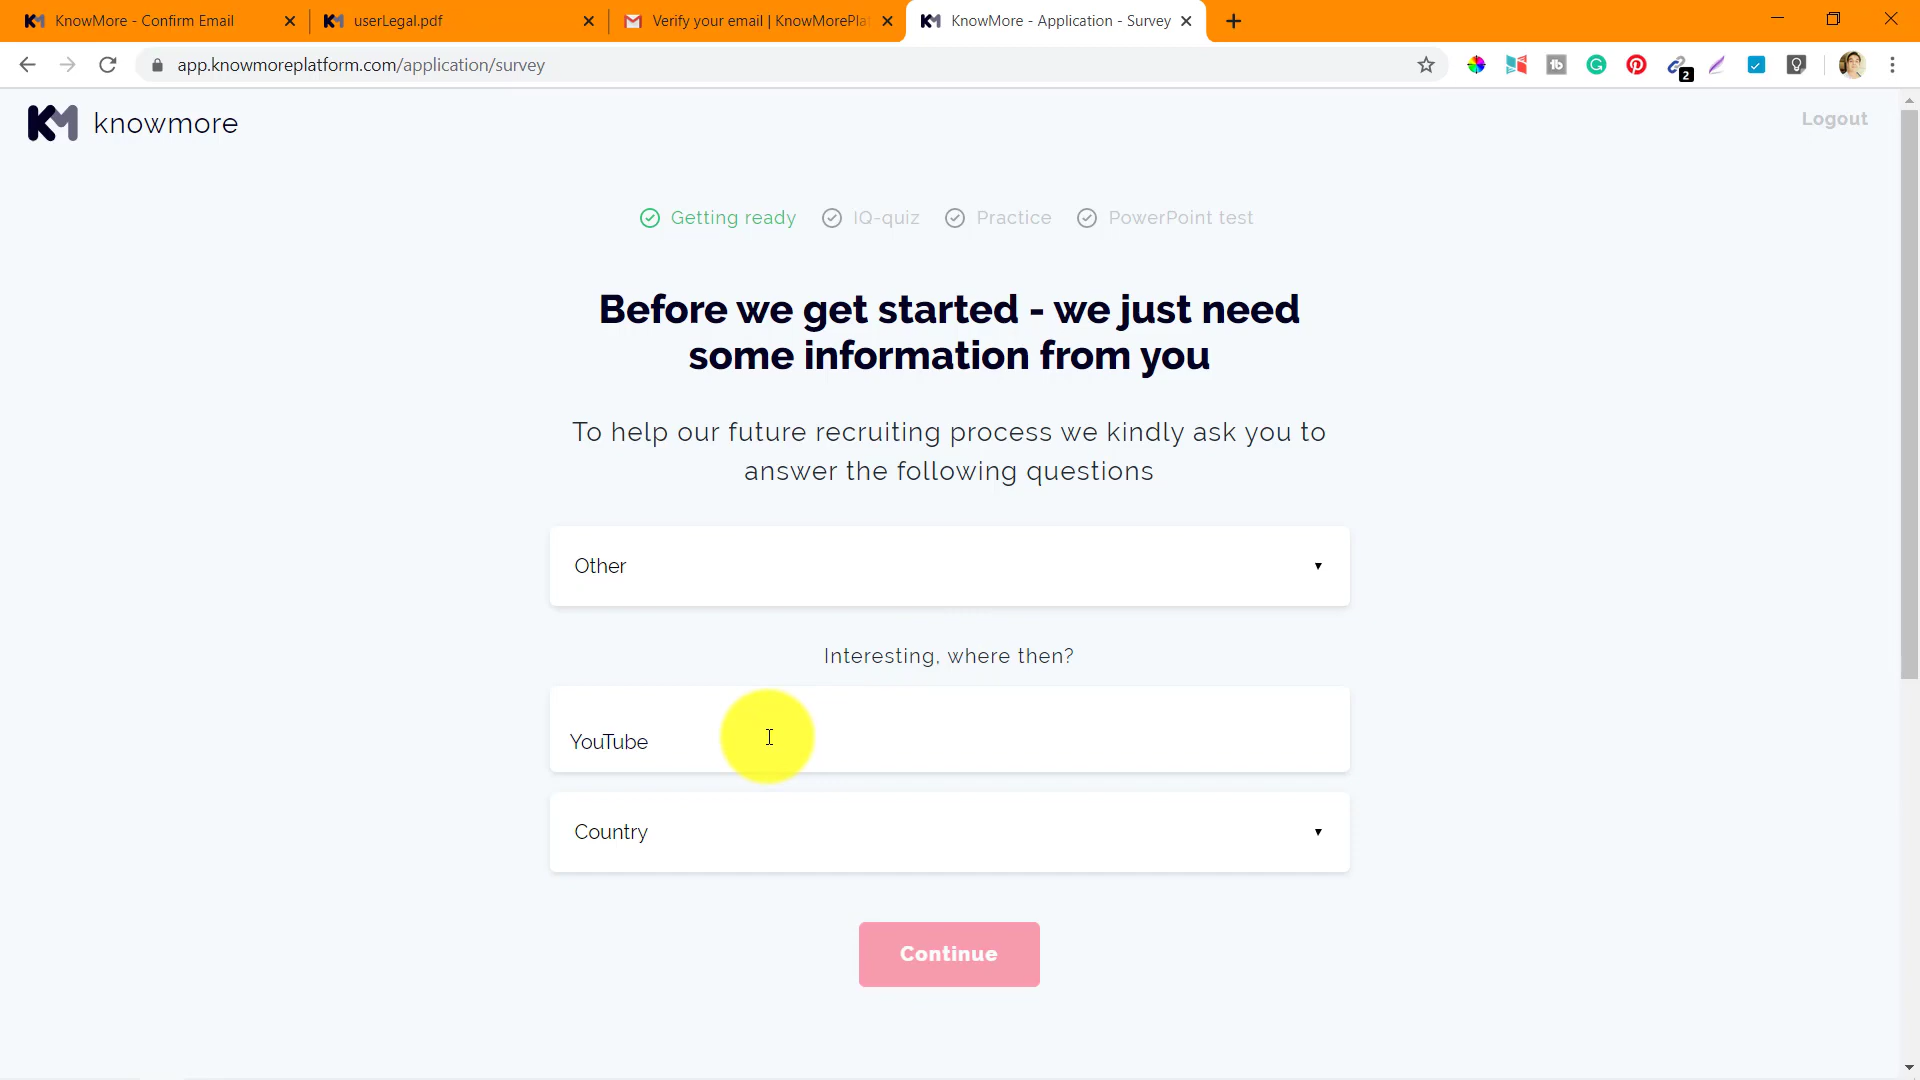 KnowMore - Confirm Email
userLegal.pdf
Verify your email | KnowMorePla
KnowMore - Application - Survey
app.knowmoreplatform.com/application/survey
2
KM knowmore
Logout
Getting ready
IQ-quiz
Practice
PowerPoint test
Before we get started - we just need
some information from you
To help our future recruiting process we kindly ask you to
answer the following questions
Other
Interesting, where then?
YouTube
Country
Continue